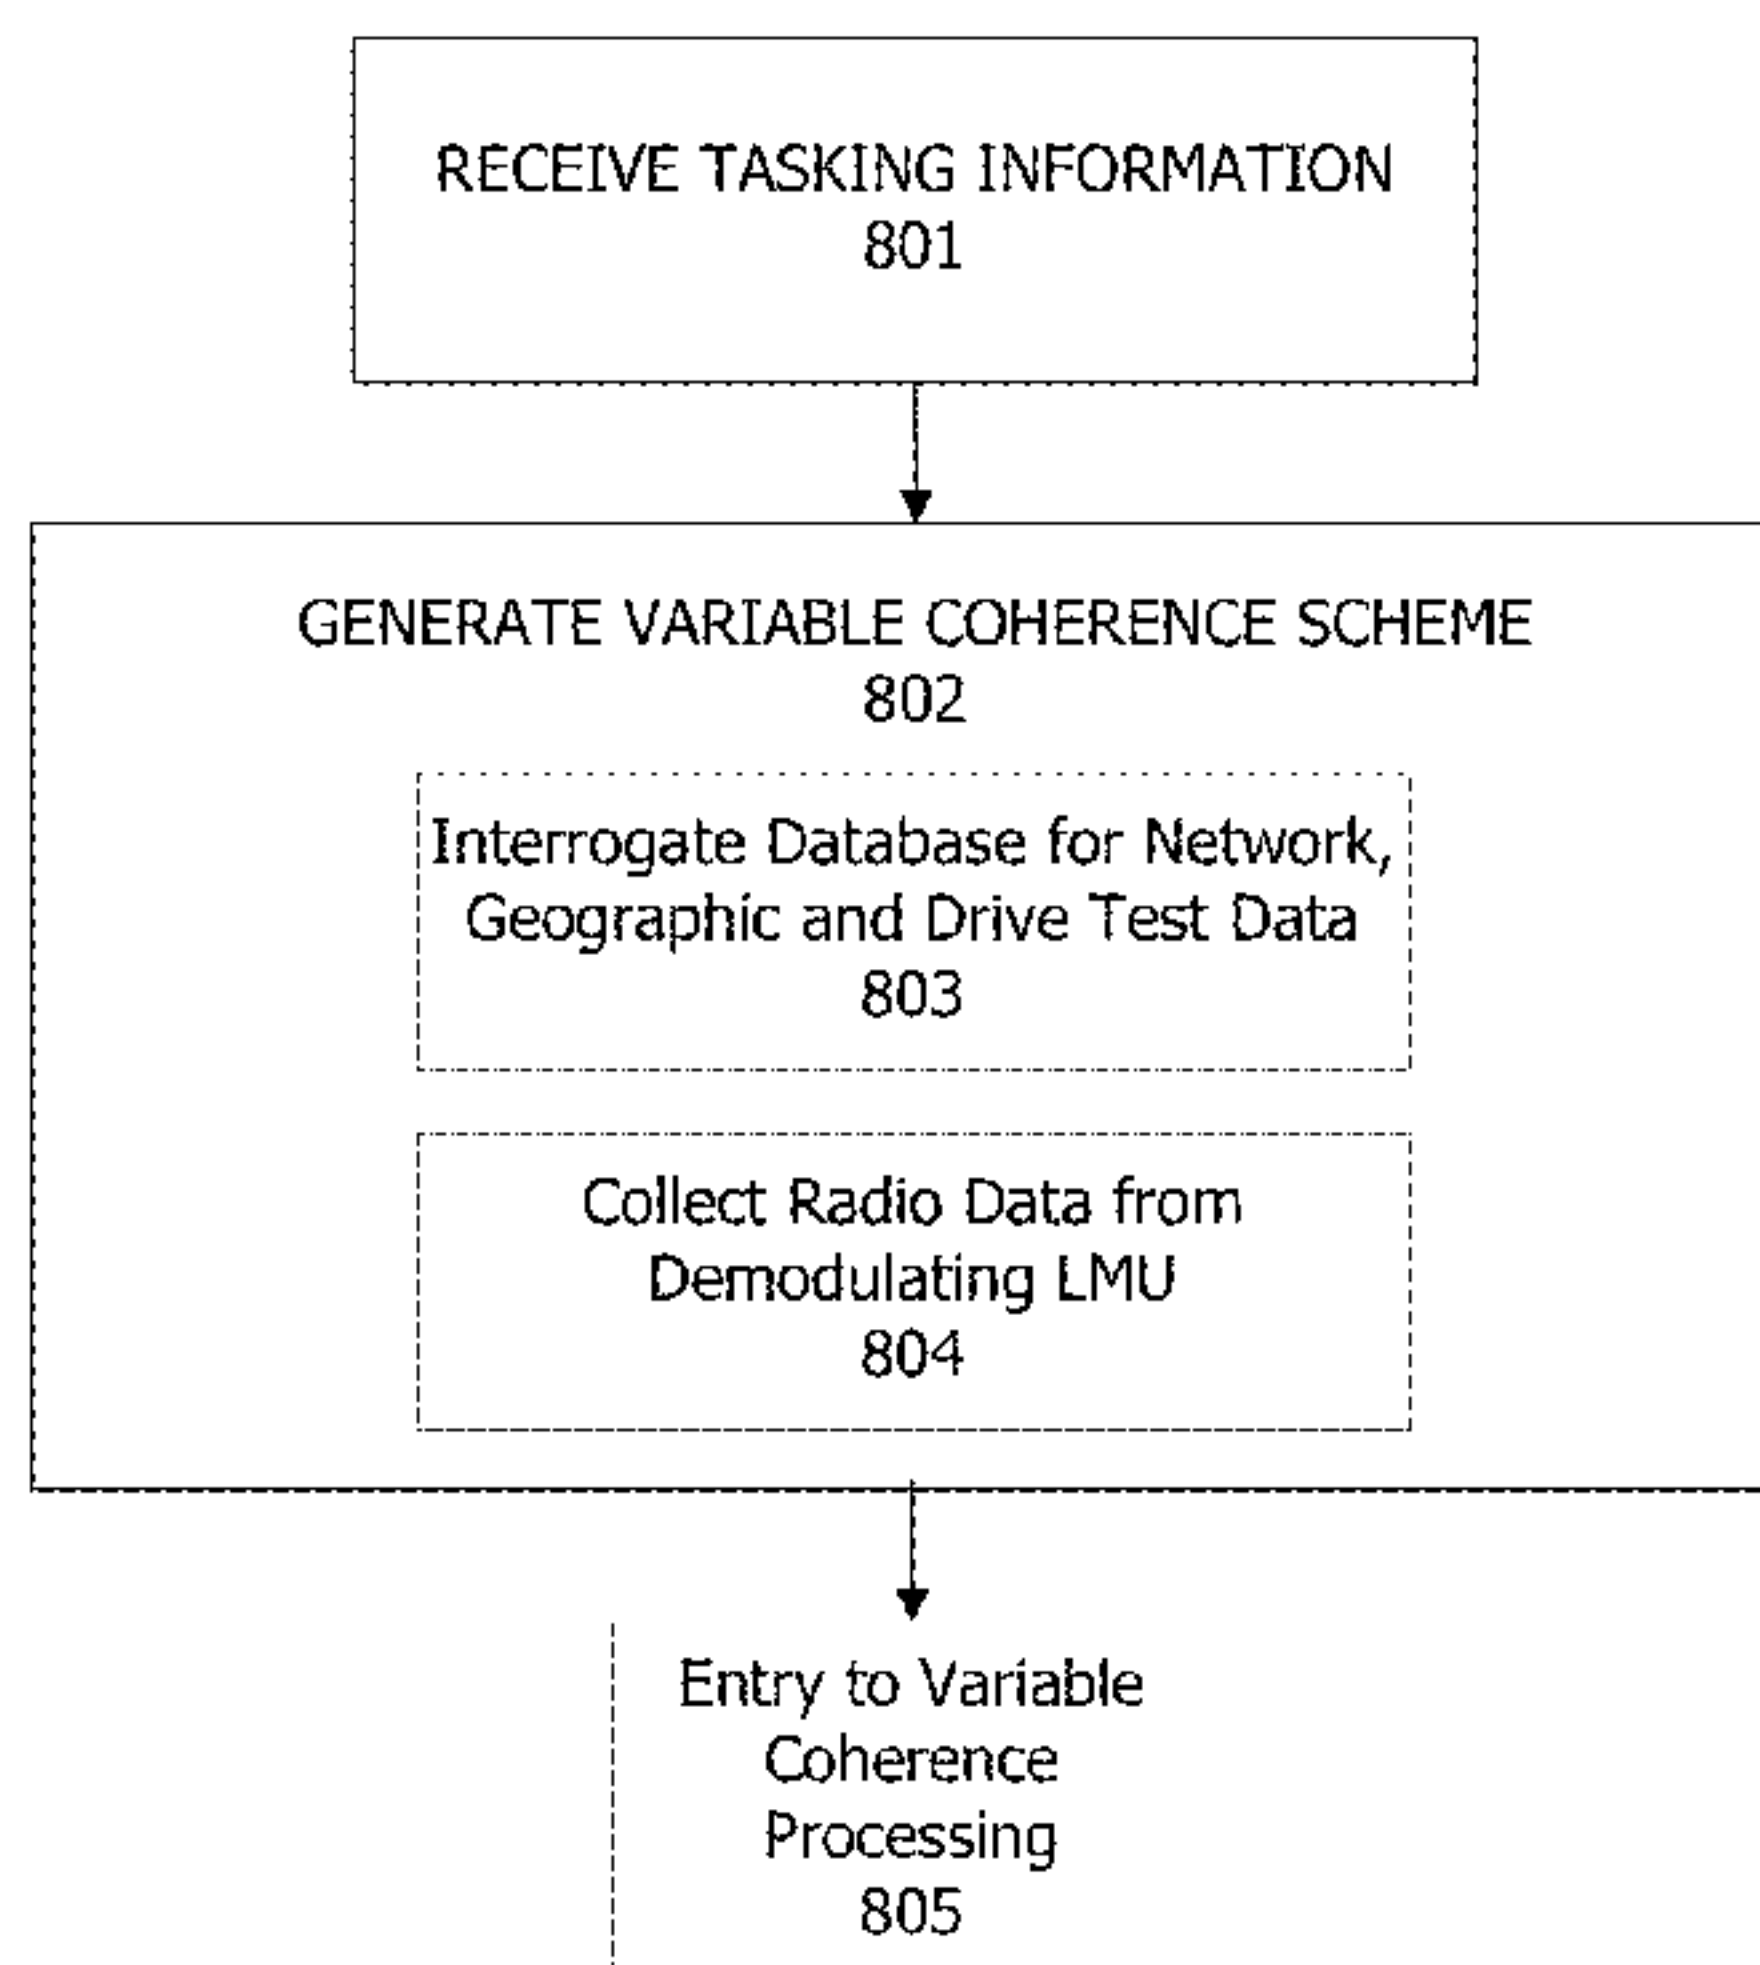 RECEIVE TASKING INFORMATION
801
GENERATE VARIABLE COHERENCE SCHEME
802
Interrogate Database for Network,
Geographic and Drive Test Data
803
Collect Radio Data from
Demodulating LMU
804
Entry to Variable
Coherence
Processing
805